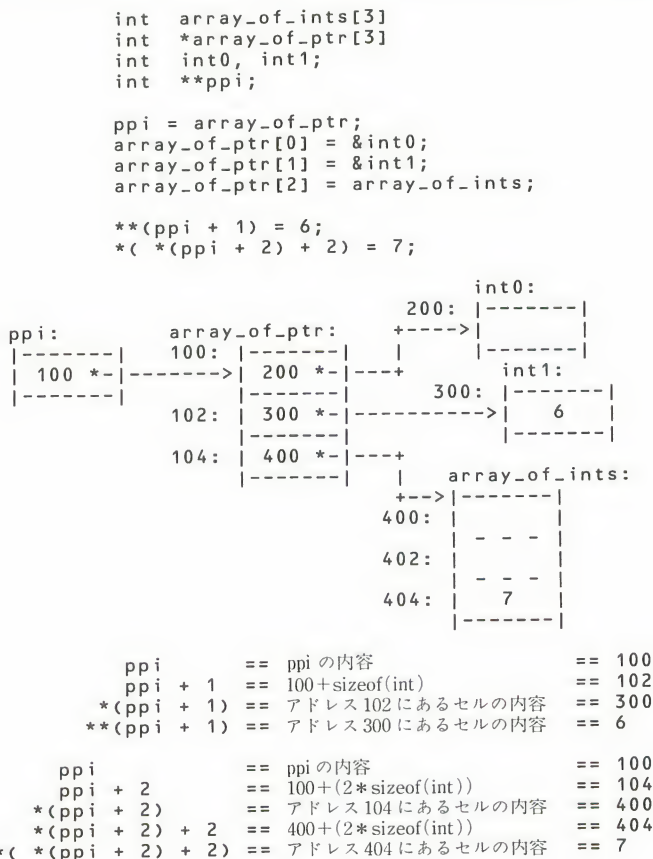 int  array_of_ints[3]
int  *array_of_ptr[3]
int  int0, int1;
int  **ppi;

ppi = array_of_ptr;
array_of_ptr[0] = &int0;
array_of_ptr[1] = &int1;
array_of_ptr[2] = array_of_ints;

**(ppi + 1) = 6;
*( *(ppi + 2) + 2) = 7;

int0:
200: |-------|
ppi: array_of_ptr: +----->| |
|-------| 100: |-------| | |-------|
| 100 *-|-------->| 200 *-|---+ int1:
|-------| |-------| 300: |-------|
102: | 300 *-|------------->| 6 |
|-------| |-------|
104: | 400 *-|---+
|-------| | array_of_ints:
+-->|-------|
400: | |
| - - - |
402: | |
| - - - |
404: | 7 |
|-------|

ppi == ppi の内容 == 100
ppi + 1 == 100+sizeof(int) == 102
*(ppi + 1) == アドレス102にあるセルの内容 == 300
**(ppi + 1) == アドレス300にあるセルの内容 == 6

ppi == ppi の内容 == 100
ppi + 2 == 100+(2*sizeof(int)) == 104
*(ppi + 2) == アドレス104にあるセルの内容 == 400
*(ppi + 2) + 2 == 400+(2*sizeof(int)) == 404
*( *(ppi + 2) + 2) == アドレス404にあるセルの内容 == 7